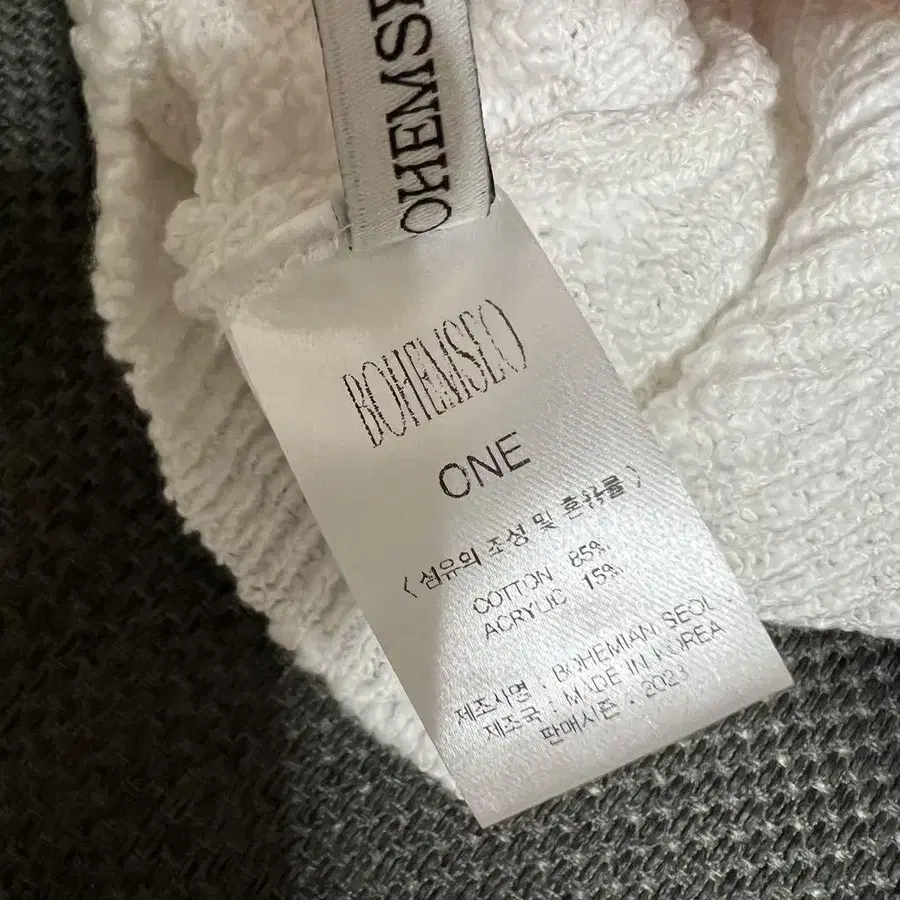 OHEMSY
BOHEMSEO
ONE
〈 섬유의 조성 및 혼용률 〉
COTTON 85%
ACRYLIC 15%
제조사명 : BOHEMIAN SEOUL
제조국 : MADE IN KOREA
판매시즌 : 2023